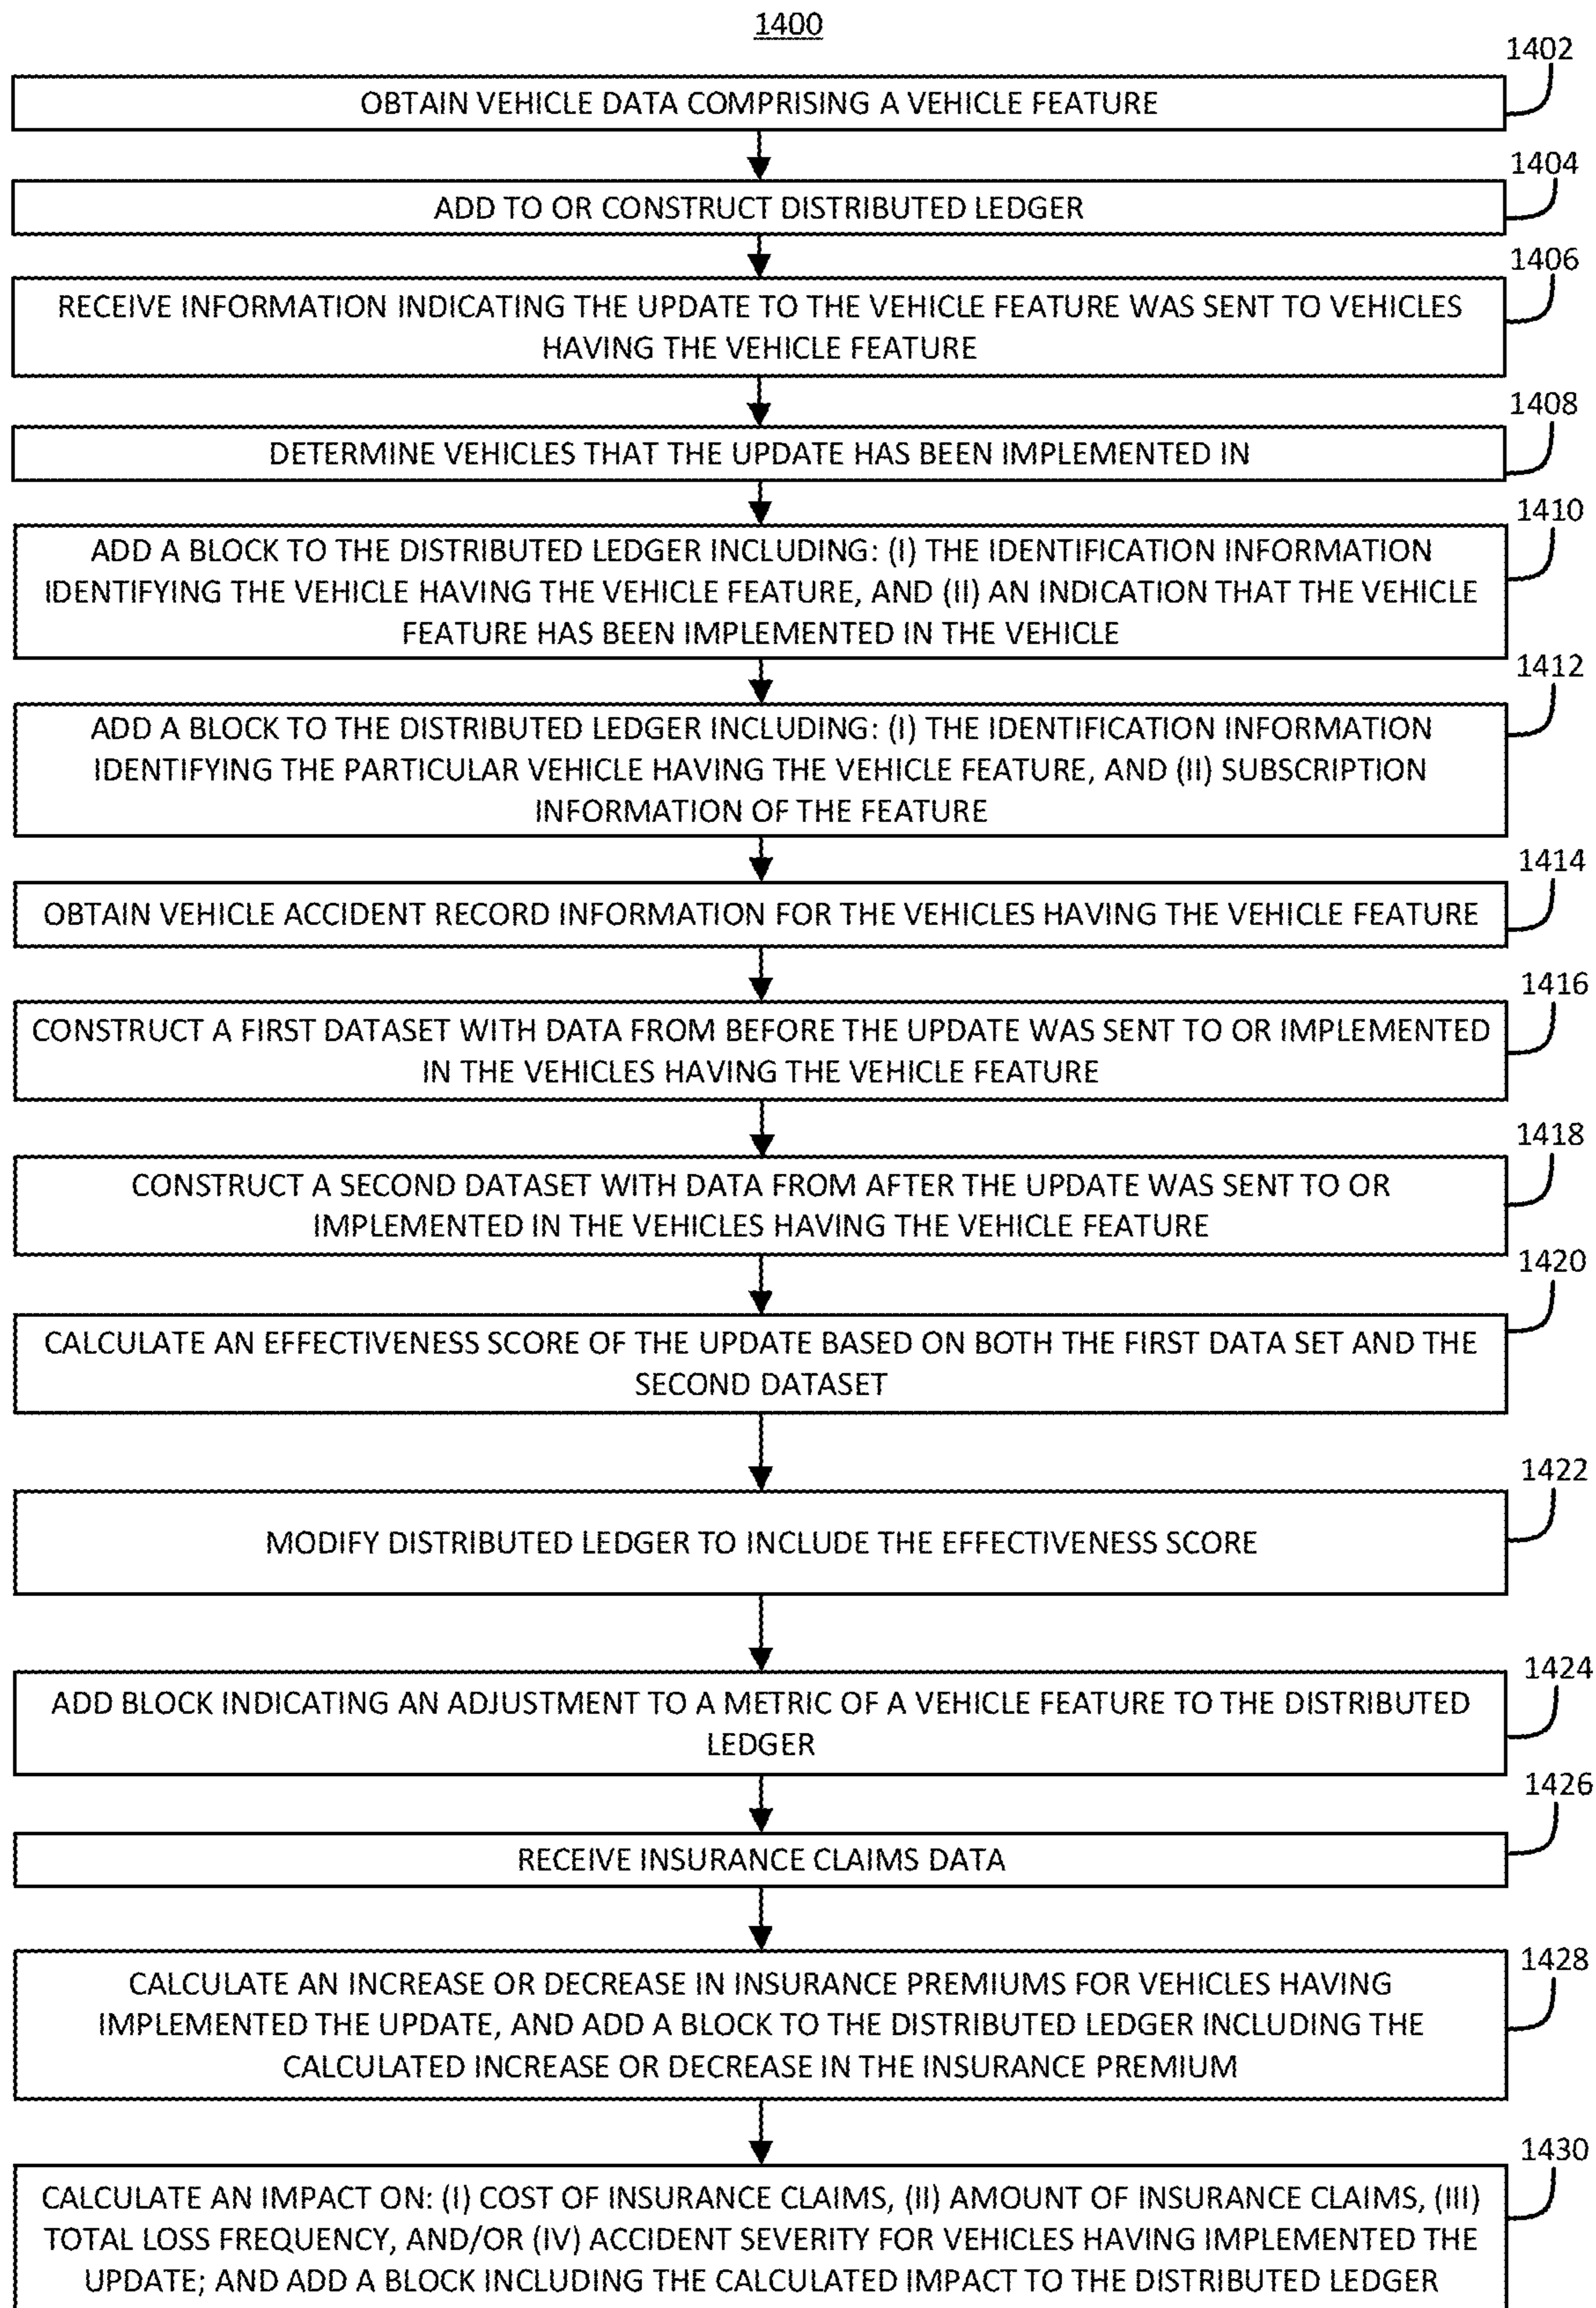 1400
1402
OBTAIN VEHICLE DATA COMPRISING A VEHICLE FEATURE
1404
ADD TO OR CONSTRUCT DISTRIBUTED LEDGER
1406
RECEIVE INFORMATION INDICATING THE UPDATE TO THE VEHICLE FEATURE WAS SENT TO VEHICLES
HAVING THE VEHICLE FEATURE
1408
DETERMINE VEHICLES THAT THE UPDATE HAS BEEN IMPLEMENTED IN
1410
ADD A BLOCK TO THE DISTRIBUTED LEDGER INCLUDING: (I) THE IDENTIFICATION INFORMATION
IDENTIFYING THE VEHICLE HAVING THE VEHICLE FEATURE, AND (II) AN INDICATION THAT THE VEHICLE
FEATURE HAS BEEN IMPLEMENTED IN THE VEHICLE
1412
ADD A BLOCK TO THE DISTRIBUTED LEDGER INCLUDING: (I) THE IDENTIFICATION INFORMATION
IDENTIFYING THE PARTICULAR VEHICLE HAVING THE VEHICLE FEATURE, AND (II) SUBSCRIPTION
INFORMATION OF THE FEATURE
1414
OBTAIN VEHICLE ACCIDENT RECORD INFORMATION FOR THE VEHICLES HAVING THE VEHICLE FEATURE
1416
CONSTRUCT A FIRST DATASET WITH DATA FROM BEFORE THE UPDATE WAS SENT TO OR IMPLEMENTED
IN THE VEHICLES HAVING THE VEHICLE FEATURE
1418
CONSTRUCT A SECOND DATASET WITH DATA FROM AFTER THE UPDATE WAS SENT TO OR
IMPLEMENTED IN THE VEHICLES HAVING THE VEHICLE FEATURE
1420
CALCULATE AN EFFECTIVENESS SCORE OF THE UPDATE BASED ON BOTH THE FIRST DATA SET AND THE
SECOND DATASET
1422
MODIFY DISTRIBUTED LEDGER TO INCLUDE THE EFFECTIVENESS SCORE
1424
ADD BLOCK INDICATING AN ADJUSTMENT TO A METRIC OF A VEHICLE FEATURE TO THE DISTRIBUTED
LEDGER
1426
RECEIVE INSURANCE CLAIMS DATA
1428
CALCULATE AN INCREASE OR DECREASE IN INSURANCE PREMIUMS FOR VEHICLES HAVING
IMPLEMENTED THE UPDATE, AND ADD A BLOCK TO THE DISTRIBUTED LEDGER INCLUDING THE
CALCULATED INCREASE OR DECREASE IN THE INSURANCE PREMIUM
1430
CALCULATE AN IMPACT ON: (I) COST OF INSURANCE CLAIMS, (II) AMOUNT OF INSURANCE CLAIMS, (III)
TOTAL LOSS FREQUENCY, AND/OR (IV) ACCIDENT SEVERITY FOR VEHICLES HAVING IMPLEMENTED THE
UPDATE; AND ADD A BLOCK INCLUDING THE CALCULATED IMPACT TO THE DISTRIBUTED LEDGER